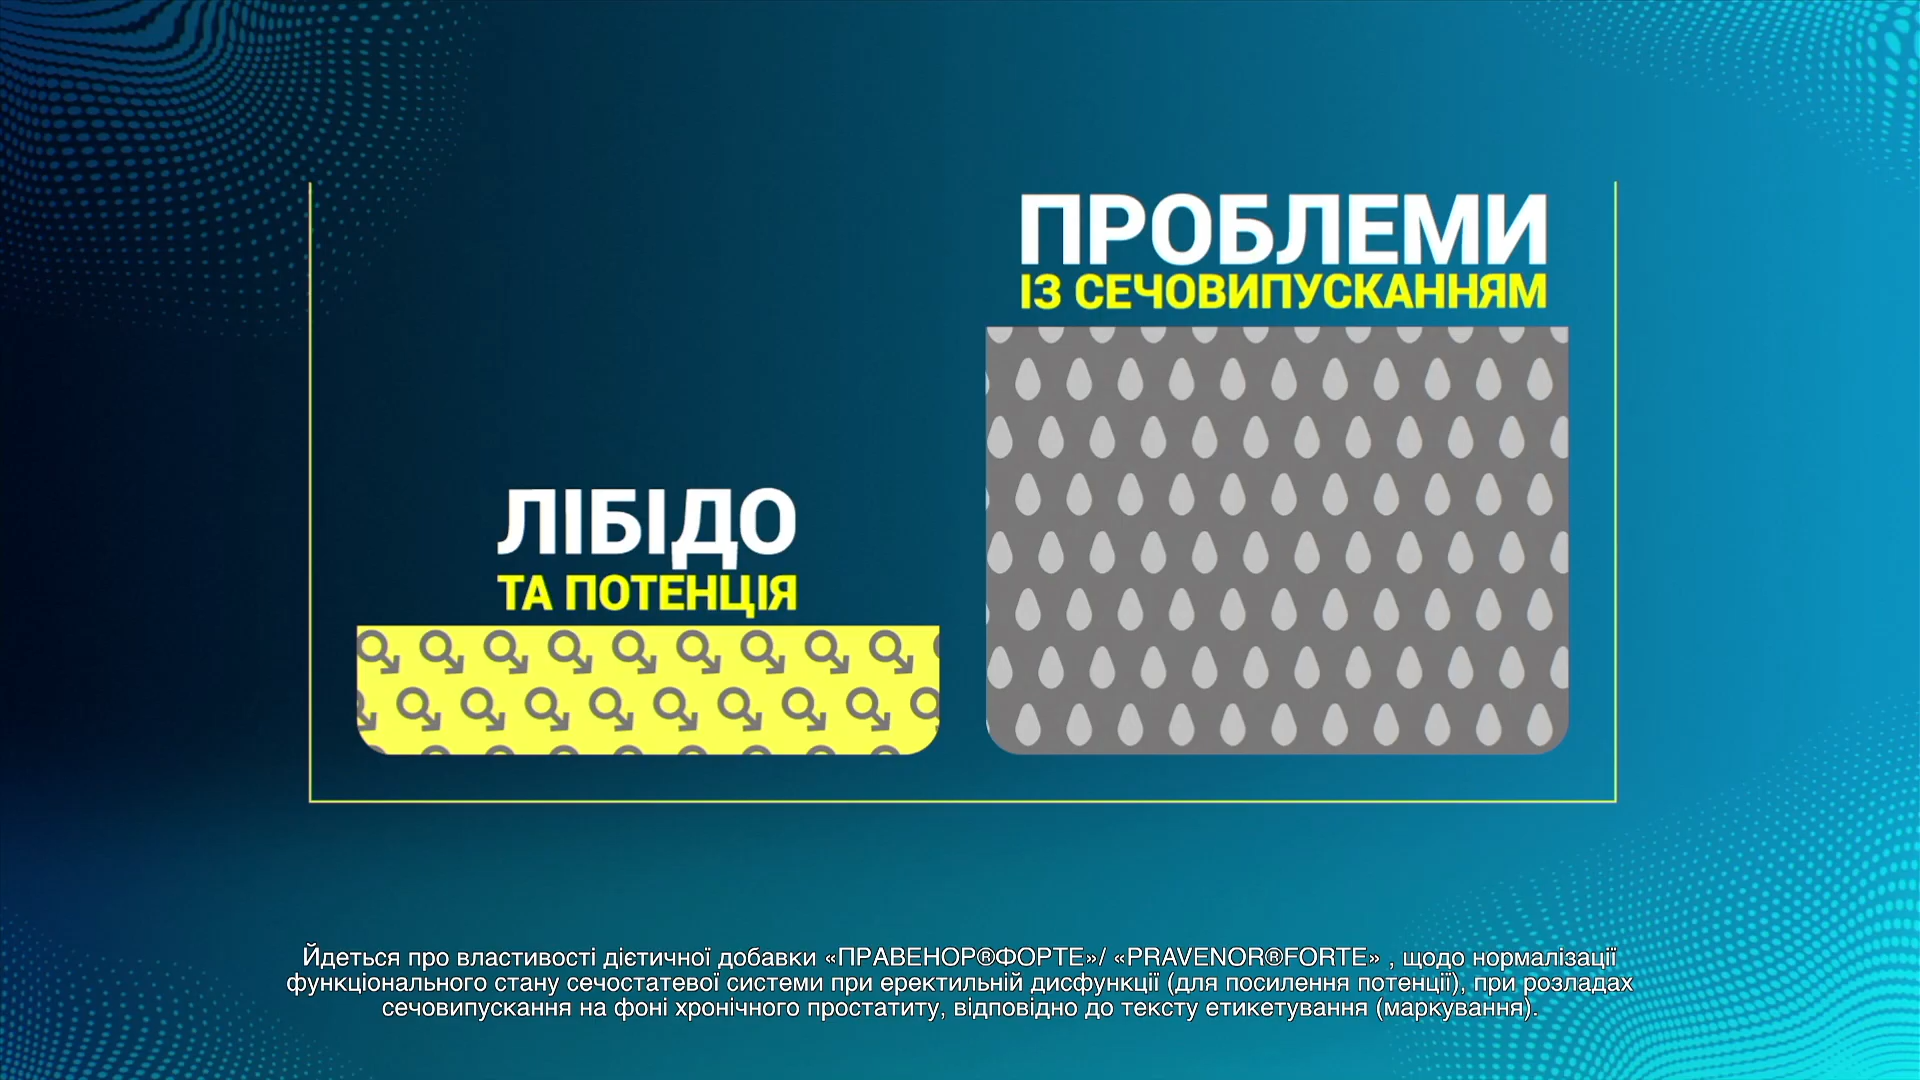 ПРОБЛЕМИ
ІЗ СЕЧОВИПУСКАННЯМ
ЛІБІДО
ТА ПОТЕНЦІЯ
Йдеться про властивості дієтичної добавки «ПРАВЕНОР®ФОРТЕ»/ «PRAVENOR®FORTE» , щодо нормалізації
функціонального стану сечостатевої системи при еректильній дисфункції (для посилення потенції), при розладах
сечовипускання на фоні хронічного простатиту, відповідно до тексту етикетування (маркування).